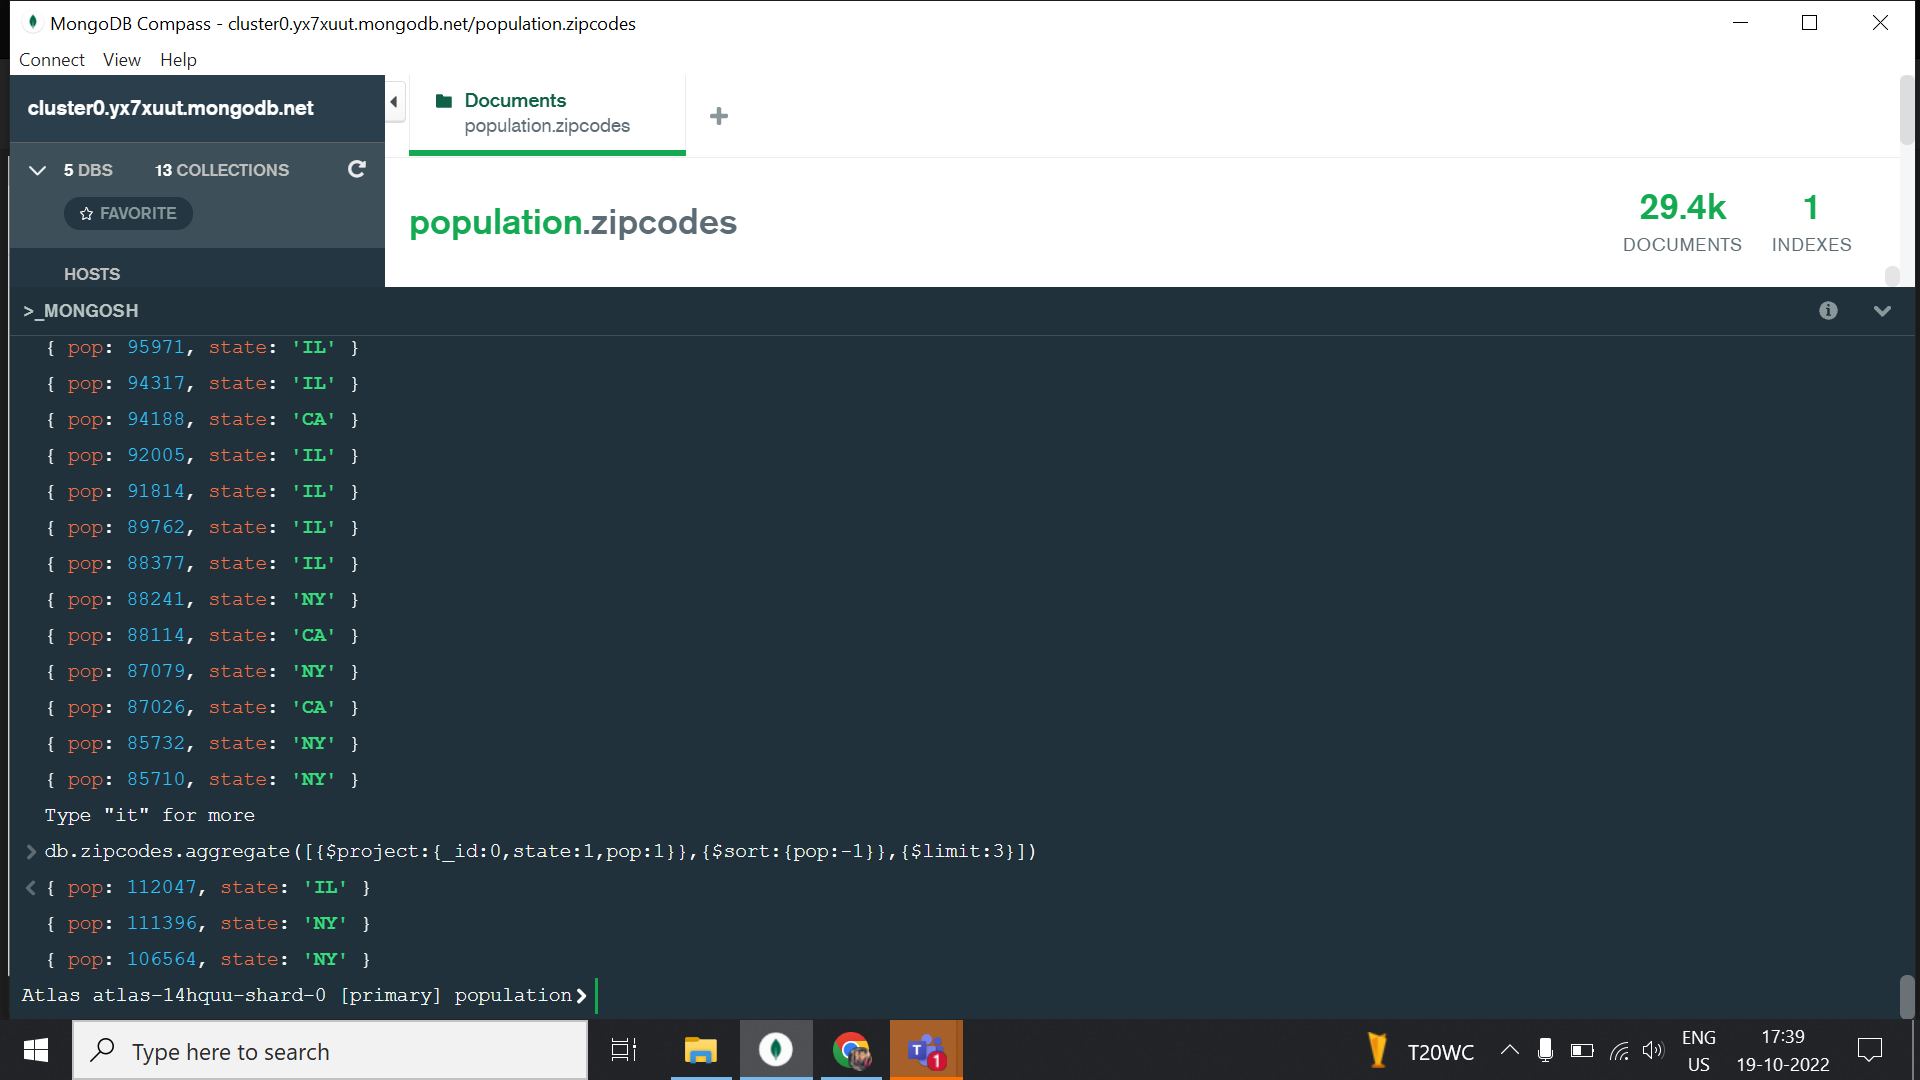 MongoDB Compass - cluster0.yx7xuut.mongodb.net/population.zipcodes
Connect View Help
cluster0.yx7xuut.mongodb.net
5 DBS 13 COLLECTIONS
FAVORITE
HOSTS
Documents
population.zipcodes
population.zipcodes
29.4k
DOCUMENTS
1
INDEXES
>_MONGOSH
{ pop: 95971, state: 'IL' }
{ pop: 94317, state: 'IL' }
{ pop: 94188, state: 'CA' }
{ pop: 92005, state: 'IL' }
{ pop: 91814, state: 'IL' }
{ pop: 89762, state: 'IL' }
{ pop: 88377, state: 'IL' }
{ pop: 88241, state: 'NY' }
{ pop: 88114, state: 'CA' }
{ pop: 87079, state: 'NY' }
{ pop: 87026, state: 'CA' }
{ pop: 85732, state: 'NY' }
{ pop: 85710, state: 'NY' }
Type "it" for more
> db.zipcodes.aggregate([{$project:{_id:0,state:1,pop:1}},{$sort:{pop:-1}},{$limit:3}])
< { pop: 112047, state: 'IL' }
{ pop: 111396, state: 'NY' }
{ pop: 106564, state: 'NY' }
Atlas atlas-14hquu-shard-0 [primary] population>
Type here to search
T 1
T20WC
ENG
US
17:39
19-10-2022